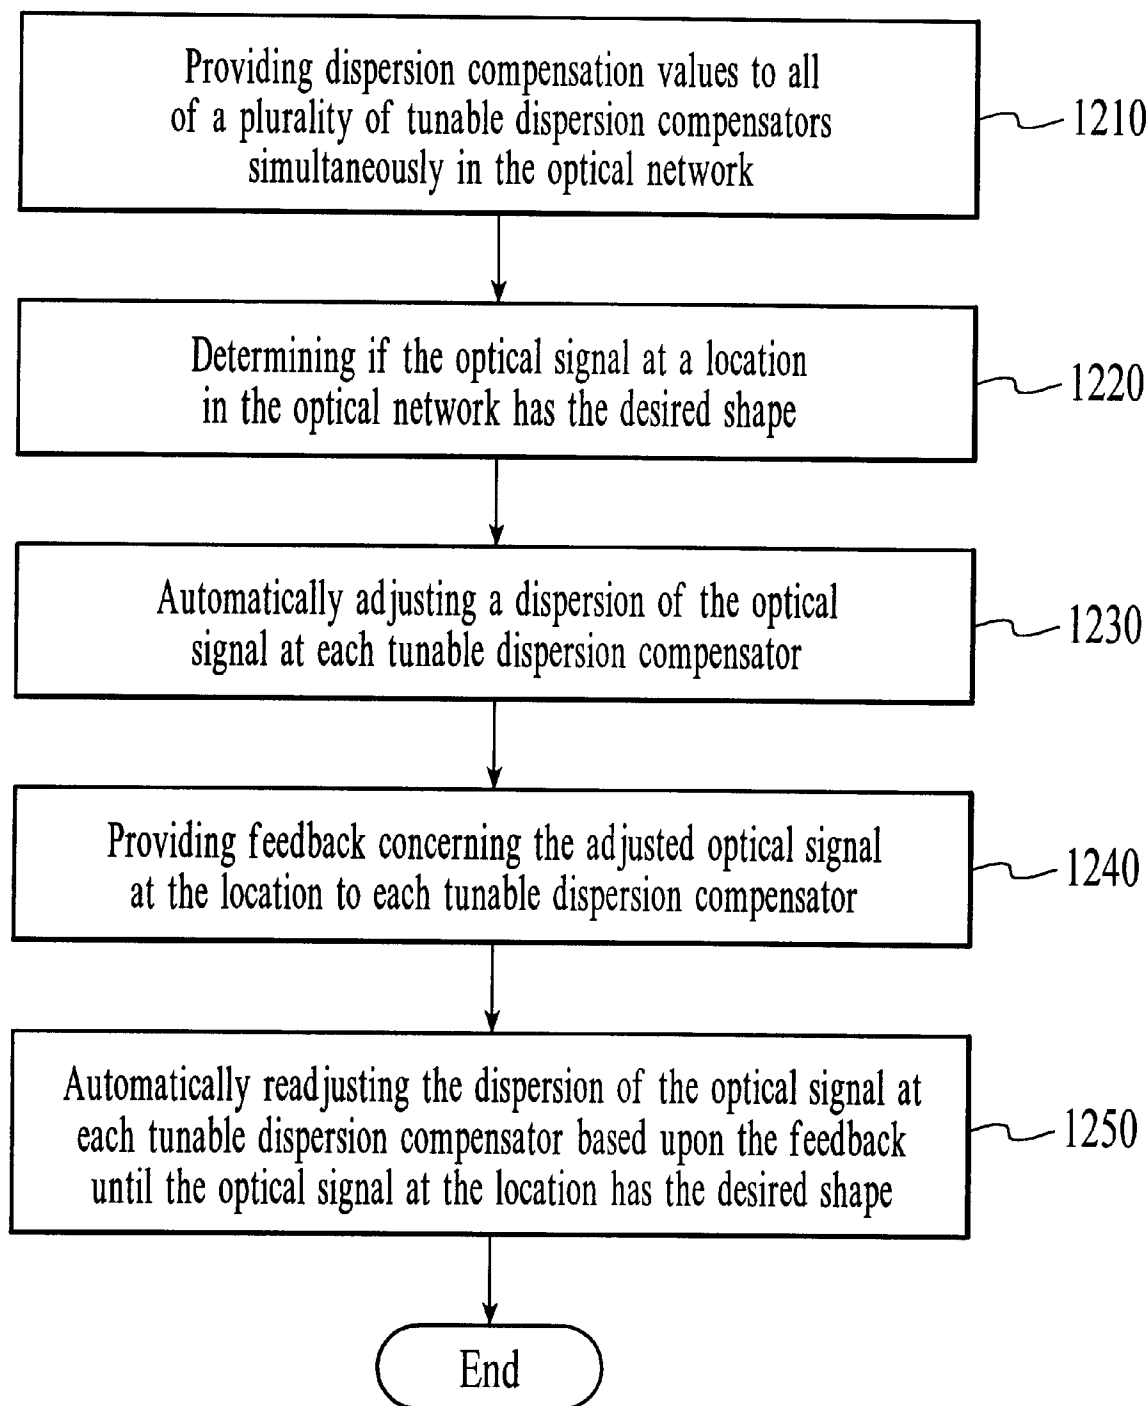 Providing dispersion compensation values to all
of a plurality of tunable dispersion compensators
simultaneously in the optical network
1210
Determining if the optical signal at a location
in the optical network has the desired shape
1220
Automatically adjusting a dispersion of the optical
signal at each tunable dispersion compensator
1230
Providing feedback concerning the adjusted optical signal
at the location to each tunable dispersion compensator
1240
Automatically readjusting the dispersion of the optical signal at
each tunable dispersion compensator based upon the feedback
until the optical signal at the location has the desired shape
1250
End